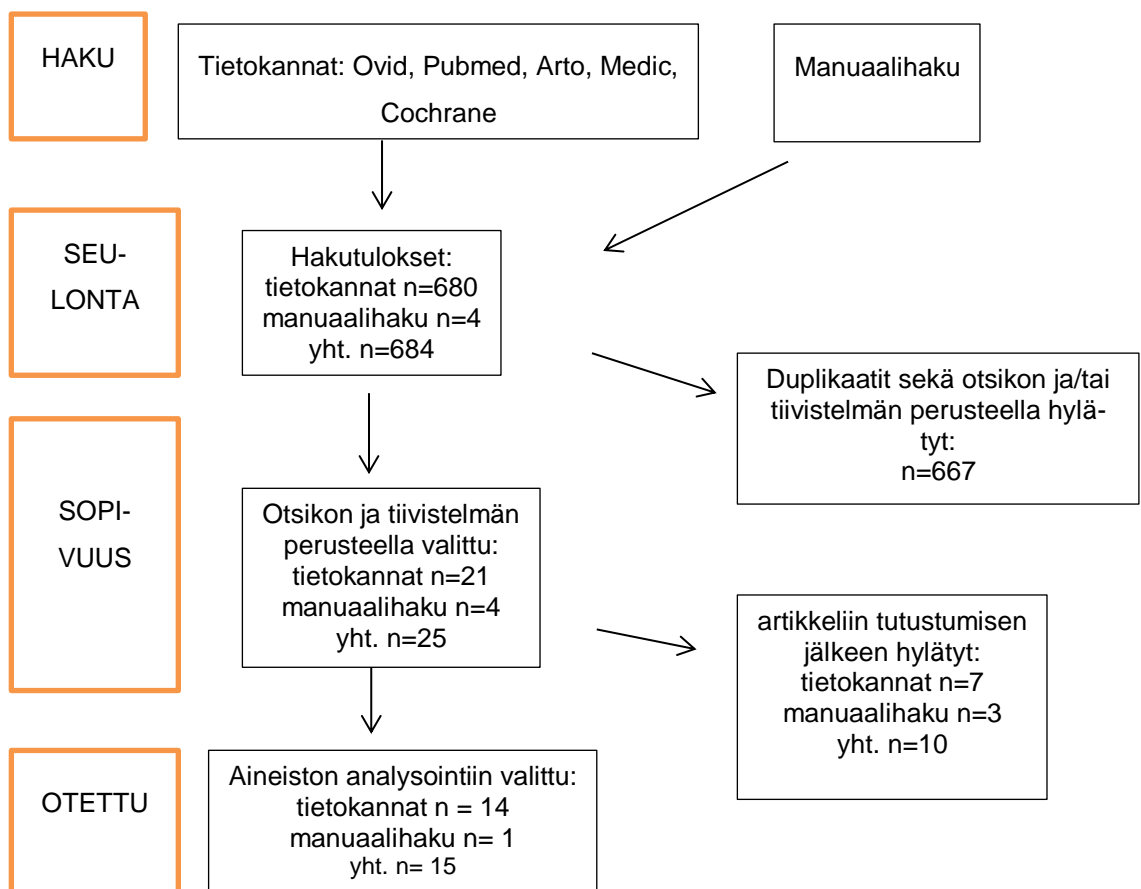 HAKU
Tietokannat: Ovid, Pubmed, Arto, Medic,
Cochrane
Manuaalihaku
SEU-
LONTA
Hakutulokset:
tietokannat n=680
manuaalihaku n=4
yht. n=684
Duplikaatit sekä otsikon ja/tai
tiivistelmän perusteella hylä-
tyt:
n=667
SOPI-
VUUS
Otsikon ja tiivistelmän
perusteella valittu:
tietokannat n=21
manuaalihaku n=4
yht. n=25
artikkeliin tutustumisen
jälkeen hylätyt:
tietokannat n=7
manuaalihaku n=3
yht. n=10
OTETTU
Aineiston analysointiin valittu:
tietokannat n = 14
manuaalihaku n= 1
yht. n= 15